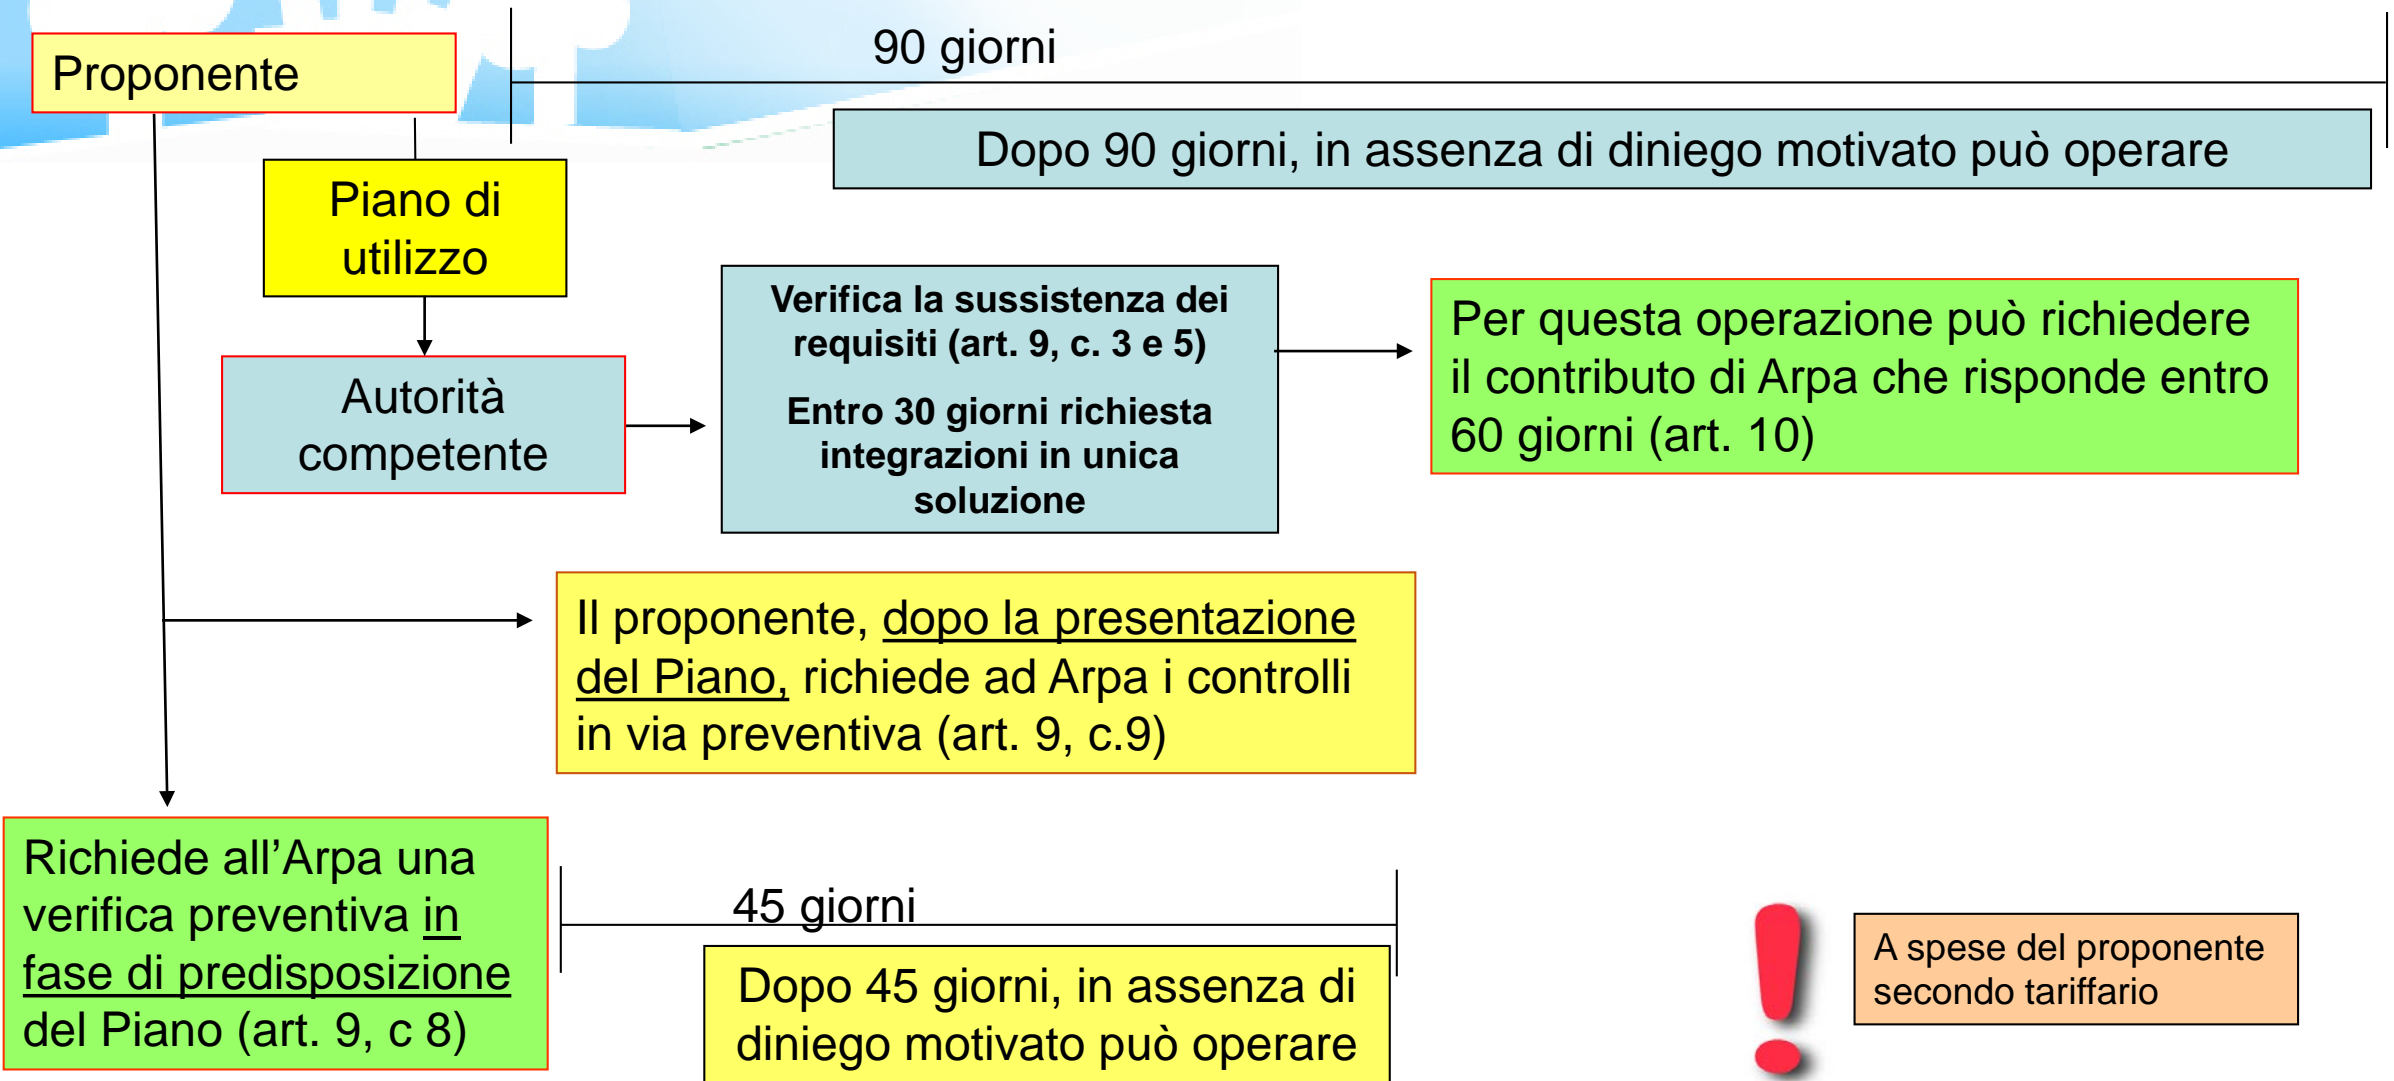 Proponente
90 giorni
Dopo 90 giorni, in assenza di diniego motivato può operare
Piano di
utilizzo
Autorità
competente
Verifica la sussistenza dei
requisiti (art. 9, c. 3 e 5)
Entro 30 giorni richiesta
integrazioni in unica
soluzione
Per questa operazione può richiedere
il contributo di Arpa che risponde entro
60 giorni (art. 10)
Il proponente, dopo la presentazione
del Piano, richiede ad Arpa i controlli
in via preventiva (art. 9, c.9)
Richiede all’Arpa una
verifica preventiva in
fase di predisposizione
del Piano (art. 9, c 8)
45 giorni
Dopo 45 giorni, in assenza di
diniego motivato può operare
A spese del proponente
secondo tariffario